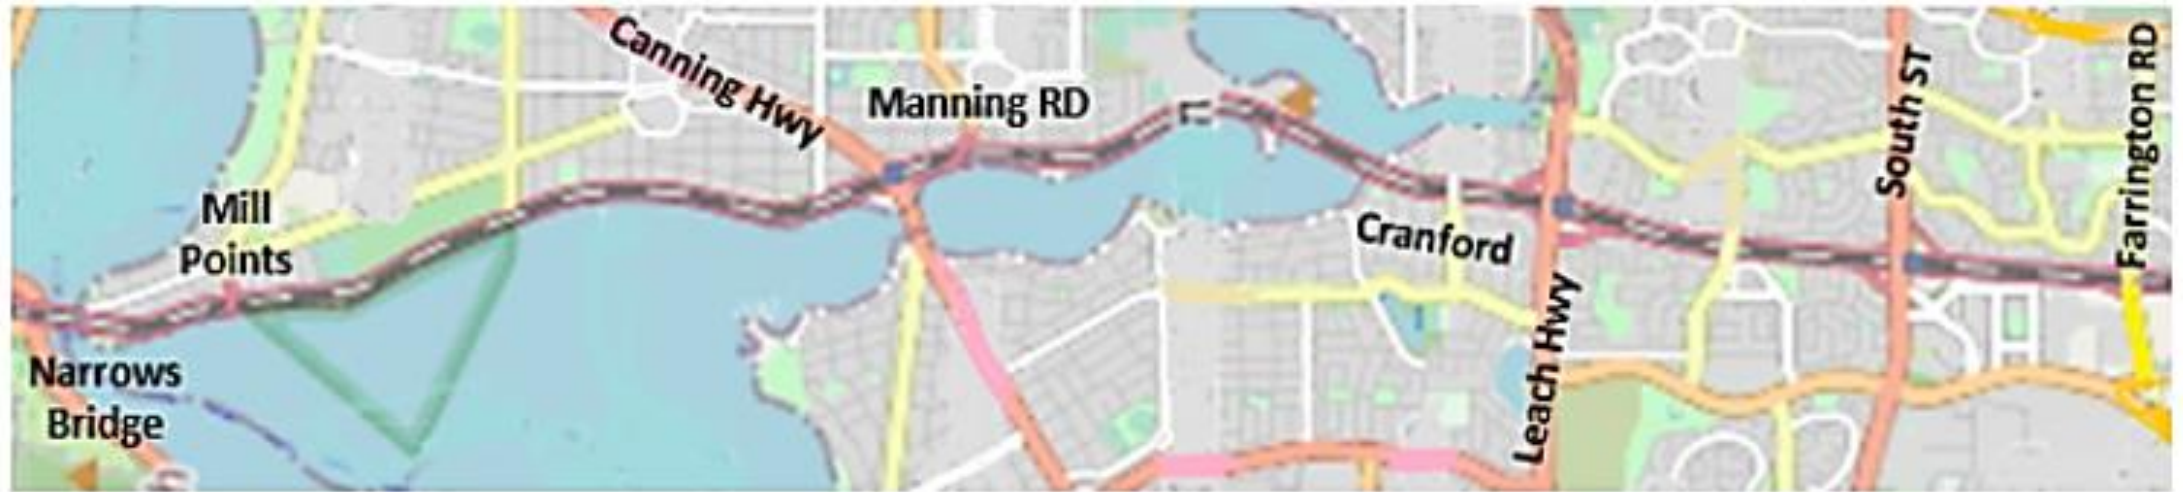 Canning Hwy
Manning RD
Mill
Points
Narrows
Bridge
Cranford
Leach Hwy
South ST
Farrington RD